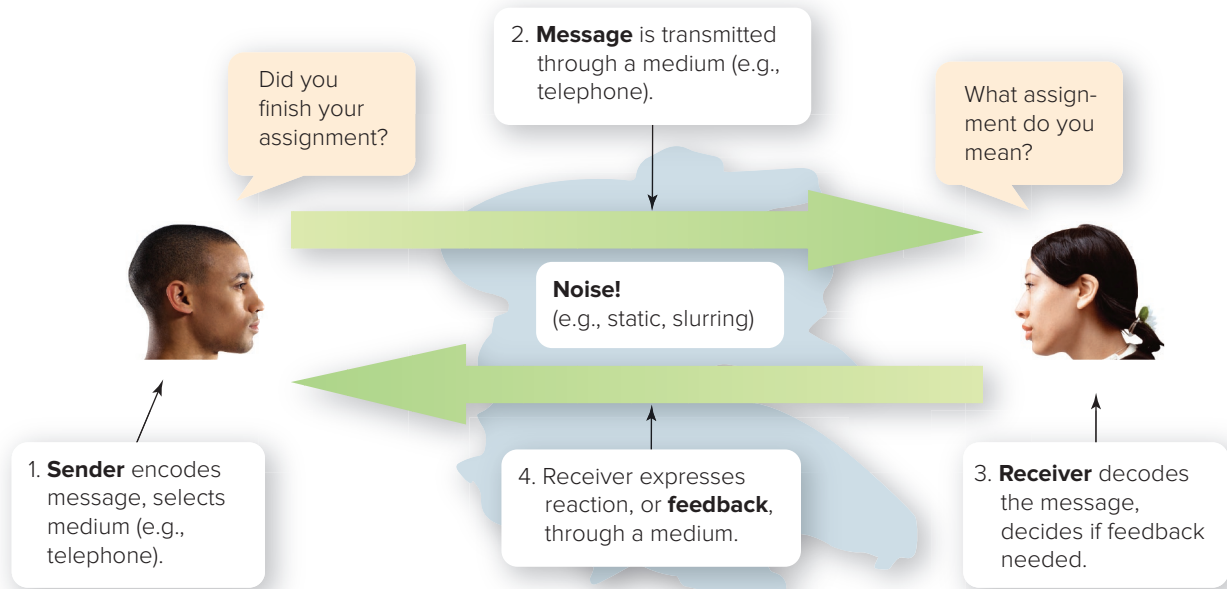 Did you
finish your
assignment?
2. Message is transmitted
through a medium (e.g.,
telephone).
What assign-
ment do you
mean?
Noise!
(e.g., static, slurring)
1. Sender encodes
message, selects
medium (e.g.,
telephone).
4. Receiver expresses
reaction, or feedback,
through a medium.
3. Receiver decodes
the message,
decides if feedback
needed.